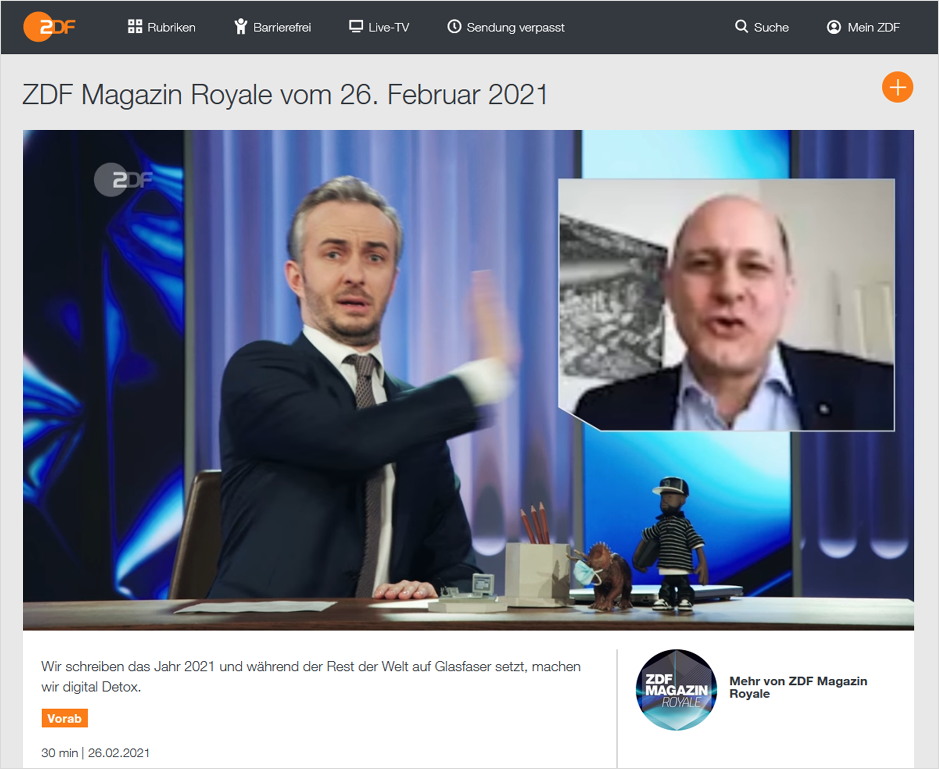 ZDF
Rubriken
Barrierefrei
Live-TV
Sendung verpasst
Suche
Mein ZDF
ZDF Magazin Royale vom 26. Februar 2021
ZDF
Wir schreiben das Jahr 2021 und während der Rest der Welt auf Glasfaser setzt, machen
wir digital Detox.
Vorab
30 min | 26.02.2021
ZDF
MAGAZIN
ROYALE
Mehr von ZDF Magazin
Royale